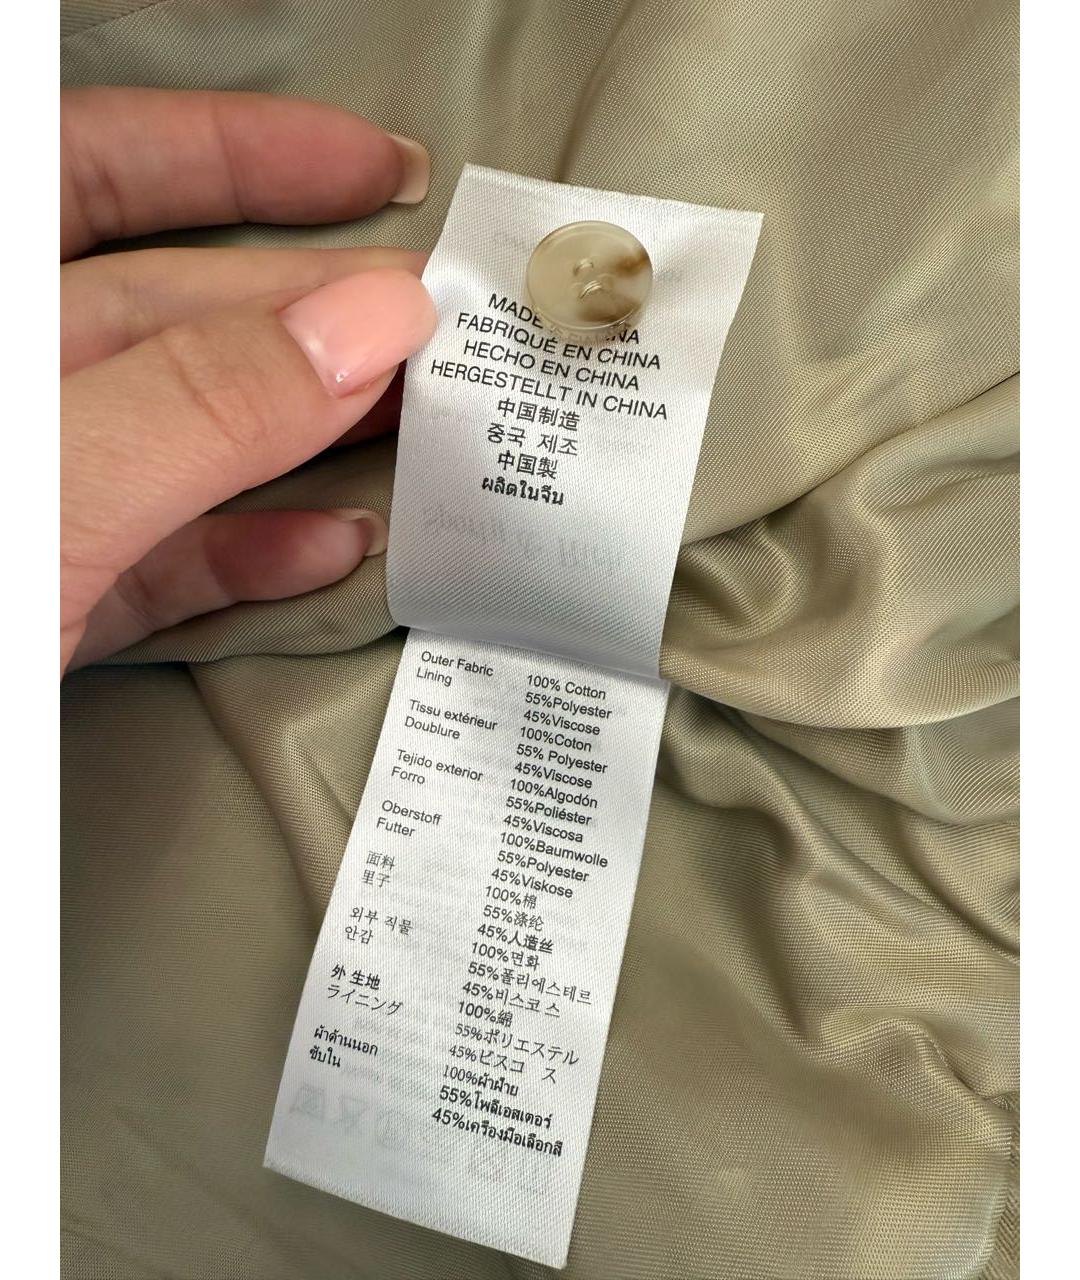 MADE IN CHINA
FABRIQUÉ EN CHINA
HECHO EN CHINA
HERGESTELLT IN CHINA
中国制造
중국 제조
中国製
ผลิตในจีน
Outer Fabric 100% Cotton
Lining 55%Polyester
45%Viscose
Tissu extérieur 100%Coton
Doublure 55% Polyester
45%Viscose
Tejido exterior 100%Algodón
Forro 55%Poliéster
45%Viscosa
Oberstoff 100%Baumwolle
Futter 55%Polyester
45%Viskose
面料 100%棉
里子 55%涤纶
45%人造丝
외부 직물 100%면화
안감 55%폴리에스테르
45%비스코스
外 生地 100%綿
ライニング 55%ポリエステル
45%ビスコ ス
ผ้าด้านนอก 100%ผ้าฝ้าย
ซับใน 55%โพลีเอสเตอร์
45%เครื่องมือเลือกสี